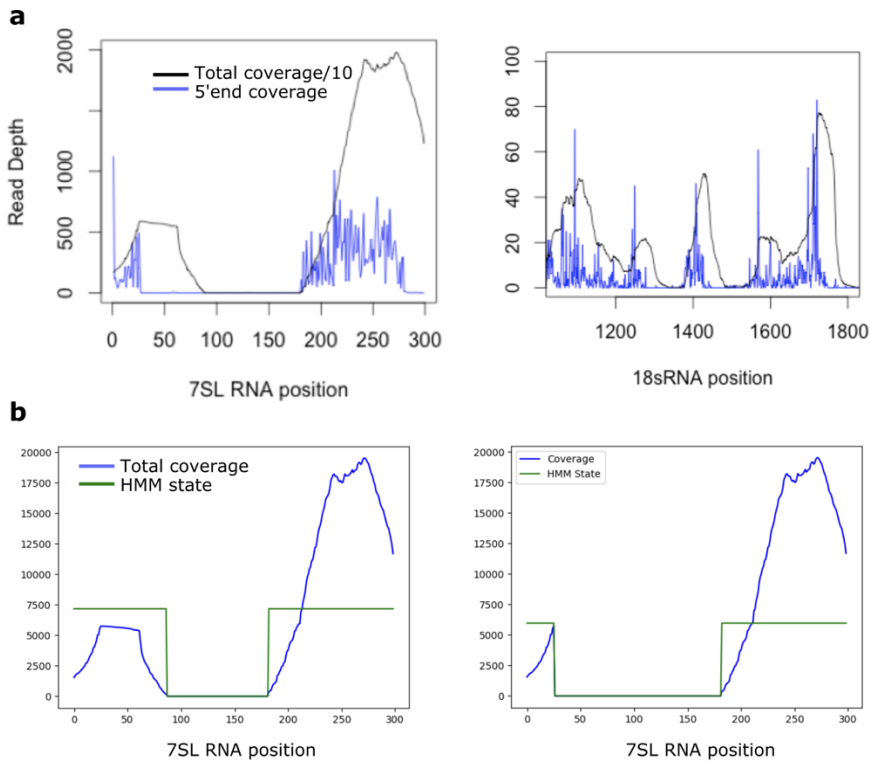 a
Total coverage/10
5'end coverage
Read Depth
2000
1000
500
0
0 50 100 150 200 250 300
7SL RNA position
100
80
60
40
20
0
1200 1400 1600 1800
18sRNA position
b
Total coverage
HMM state
20000
17500
15000
12500
10000
7500
5000
2500
0
0 50 100 150 200 250 300
7SL RNA position
Coverage
HMM State
20000
17500
15000
12500
10000
7500
5000
2500
0
0 50 100 150 200 250 300
7SL RNA position